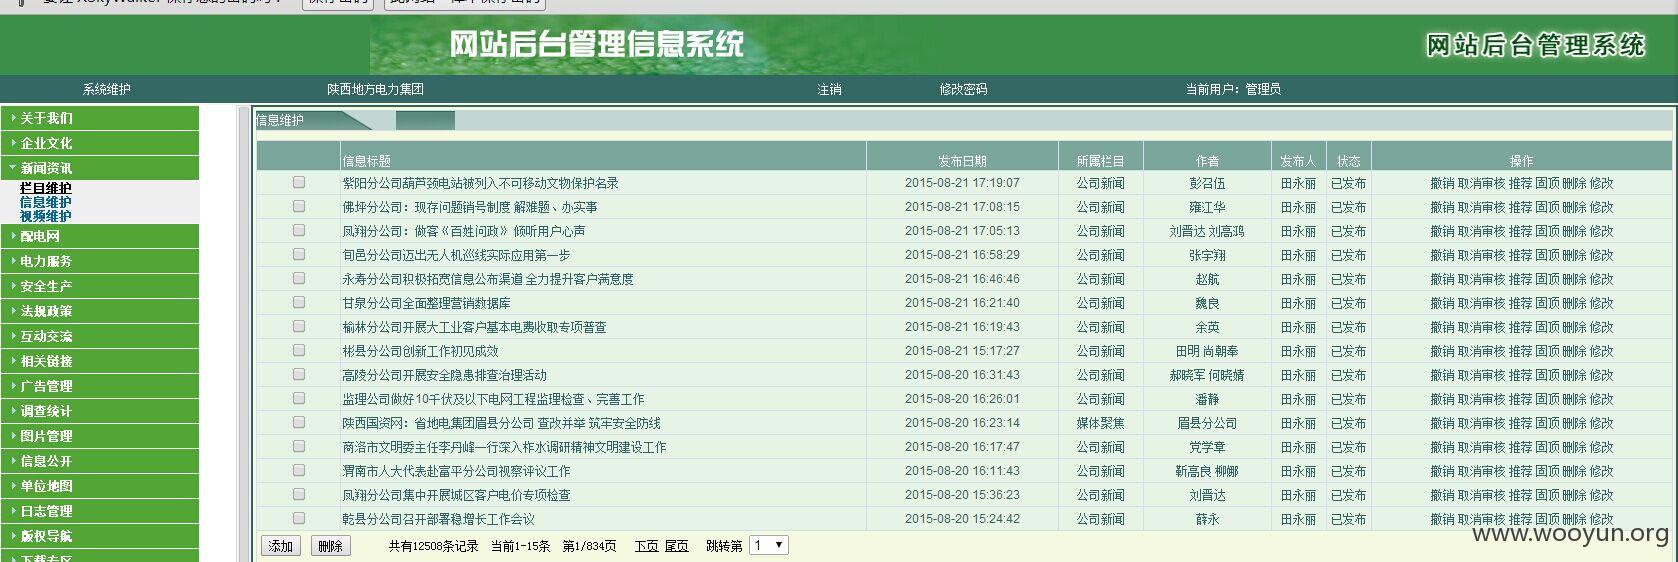 网站后台管理信息系统
网站后台管理系统
系统维护 陕西地方电力集团 注销 修改密码 当前用户：管理员
关于我们
企业文化
新闻资讯
栏目维护
信息维护
视频维护
配电网
电力服务
安全生产
法规政策
互动交流
相关链接
广告管理
调查统计
图片管理
信息公开
单位地图
日志管理
版权导航
下载专区
信息维护
信息标题 发布日期 所属栏目 作者 发布人 状态 操作
紫阳分公司葫芦颈电站被列入不可移动文物保护名录 2015-08-21 17:19:07 公司新闻 彭召伍 田永丽 已发布 撤销 取消审核 推荐 固顶 删除 修改
佛坪分公司：现存问题销号制度 解难题、办实事 2015-08-21 17:08:15 公司新闻 雍江华 田永丽 已发布 撤销 取消审核 推荐 固顶 删除 修改
凤翔分公司：做客《百姓问政》 倾听用户心声 2015-08-21 17:05:13 公司新闻 刘晋达 刘高鸿 田永丽 已发布 撤销 取消审核 推荐 固顶 删除 修改
旬邑分公司迈出无人机巡线实际应用第一步 2015-08-21 16:58:29 公司新闻 张宇翔 田永丽 已发布 撤销 取消审核 推荐 固顶 删除 修改
永寿分公司积极拓宽信息公布渠道 全力提升客户满意度 2015-08-21 16:46:46 公司新闻 赵航 田永丽 已发布 撤销 取消审核 推荐 固顶 删除 修改
甘泉分公司全面整理营销数据库 2015-08-21 16:21:40 公司新闻 魏良 田永丽 已发布 撤销 取消审核 推荐 固顶 删除 修改
榆林分公司开展大工业客户基本电费收取专项普查 2015-08-21 16:19:43 公司新闻 余英 田永丽 已发布 撤销 取消审核 推荐 固顶 删除 修改
彬县分公司创新工作初见成效 2015-08-21 15:17:27 公司新闻 田明 尚朝奉 田永丽 已发布 撤销 取消审核 推荐 固顶 删除 修改
高陵分公司开展安全隐患排查治理活动 2015-08-20 16:31:43 公司新闻 郝晓军 何晓婧 田永丽 已发布 撤销 取消审核 推荐 固顶 删除 修改
监理公司做好10千伏及以下电网工程监理检查、完善工作 2015-08-20 16:26:01 公司新闻 潘静 田永丽 已发布 撤销 取消审核 推荐 固顶 删除 修改
陕西国资网：省地电集团眉县分公司 查改并举 筑牢安全防线 2015-08-20 16:23:14 媒体聚焦 眉县分公司 田永丽 已发布 撤销 取消审核 推荐 固顶 删除 修改
商洛市文明委主任李丹峰一行深入柞水调研精神文明建设工作 2015-08-20 16:17:47 公司新闻 党学章 田永丽 已发布 撤销 取消审核 推荐 固顶 删除 修改
渭南市人大代表赴富平分公司视察评议工作 2015-08-20 16:11:43 公司新闻 靳高良 柳娜 田永丽 已发布 撤销 取消审核 推荐 固顶 删除 修改
凤翔分公司集中开展城区客户电价专项检查 2015-08-20 15:36:23 公司新闻 刘晋达 田永丽 已发布 撤销 取消审核 推荐 固顶 删除 修改
乾县分公司召开部署稳增长工作会议 2015-08-20 15:24:42 公司新闻 薛永 田永丽 已发布 撤销 取消审核 推荐 固顶 删除 修改
添加 删除 共有12508条记录 当前1-15条 第1/834页 下页 尾页 跳转第 1
www.wooyun.org